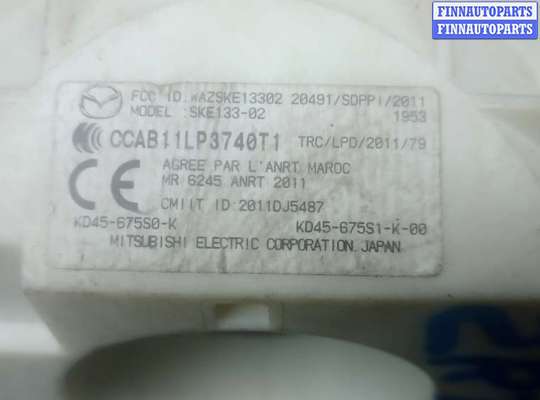 FINNAUTOPARTS
FINNAUTOPARTS
FCC ID:WAZSKE13302 20491/SDPPI/2011
MODEL :SKE133-02 1953
CCAB11LP3740T1 TRC/LPD/2011/79
AGREE PAR L'ANRT MAROC
MR 6245 ANRT 2011
CE
CMIIT ID:2011DJ5487
KD45-675S0-K KD45-675S1-K-00
MITSUBISHI ELECTRIC CORPORATION JAPAN